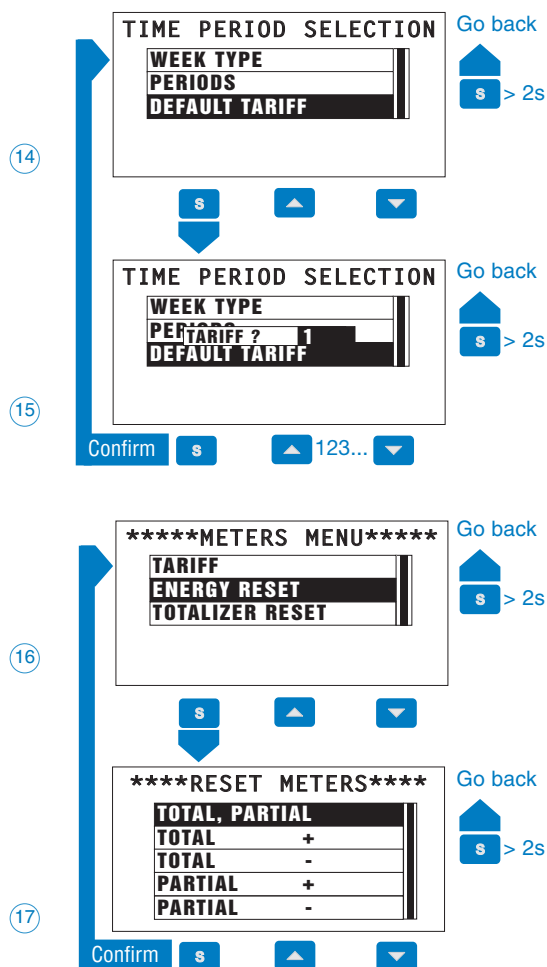 TIME PERIOD SELECTION
Go back
WEEK TYPE
PERIODS
DEFAULT TARIFF
S > 2s
14
S
TIME PERIOD SELECTION
Go back
WEEK TYPE
TARIFF ? 1
DEFAULT TARIFF
S > 2s
15
Confirm S 123...
*****METERS MENU*****
Go back
TARIFF
ENERGY RESET
TOTALIZER RESET
S > 2s
16
S
****RESET METERS****
Go back
TOTAL, PARTIAL
TOTAL +
TOTAL -
PARTIAL +
PARTIAL -
S > 2s
17
Confirm S